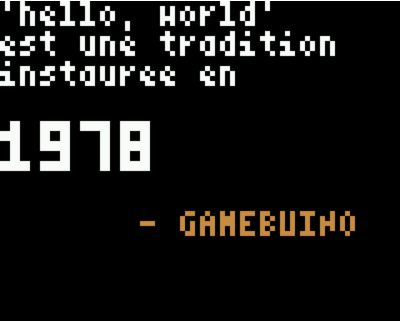 'hello, world'
est une tradition
instauree en
1978
- GAMEBUINO